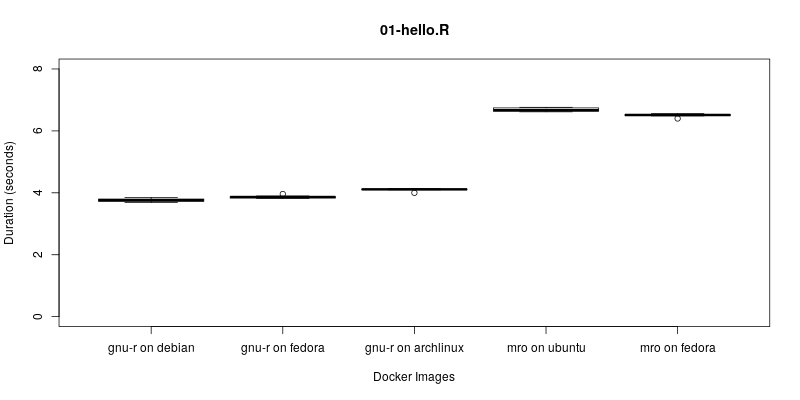 01-hello.R
Duration (seconds)
8
6
4
2
0
gnu-r on debian
gnu-r on fedora
gnu-r on archlinux
mro on ubuntu
mro on fedora
Docker Images